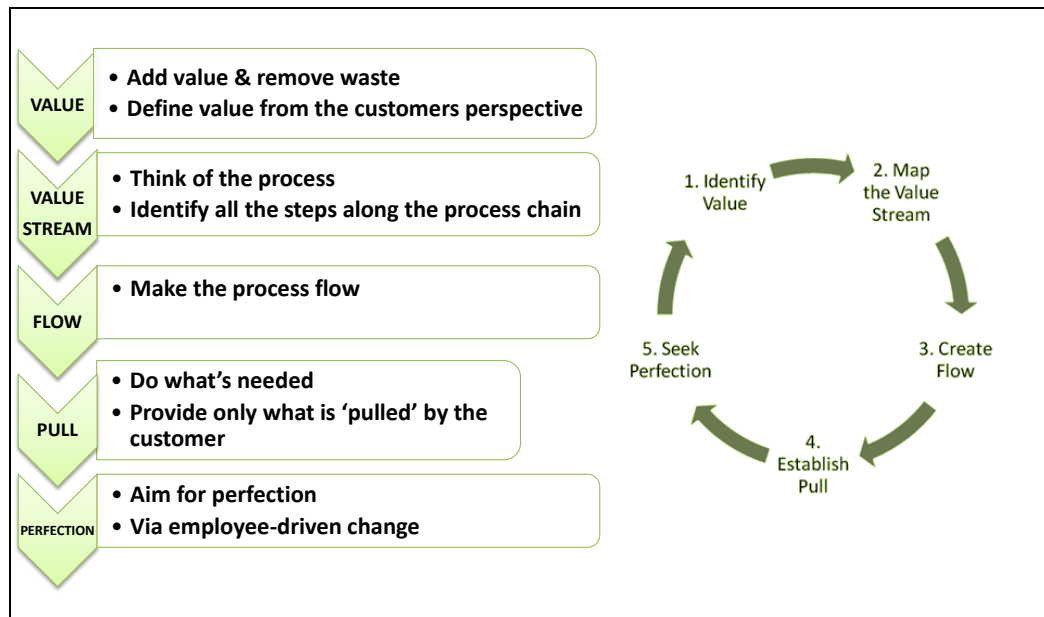 VALUE
• Add value & remove waste
• Define value from the customers perspective
VALUE
STREAM
• Think of the process
• Identify all the steps along the process chain
FLOW
• Make the process flow
PULL
• Do what's needed
• Provide only what is ‘pulled’ by the
customer
PERFECTION
• Aim for perfection
• Via employee-driven change
1. Identify
Value
2. Map
the Value
Stream
3. Create
Flow
4.
Establish
Pull
5. Seek
Perfection